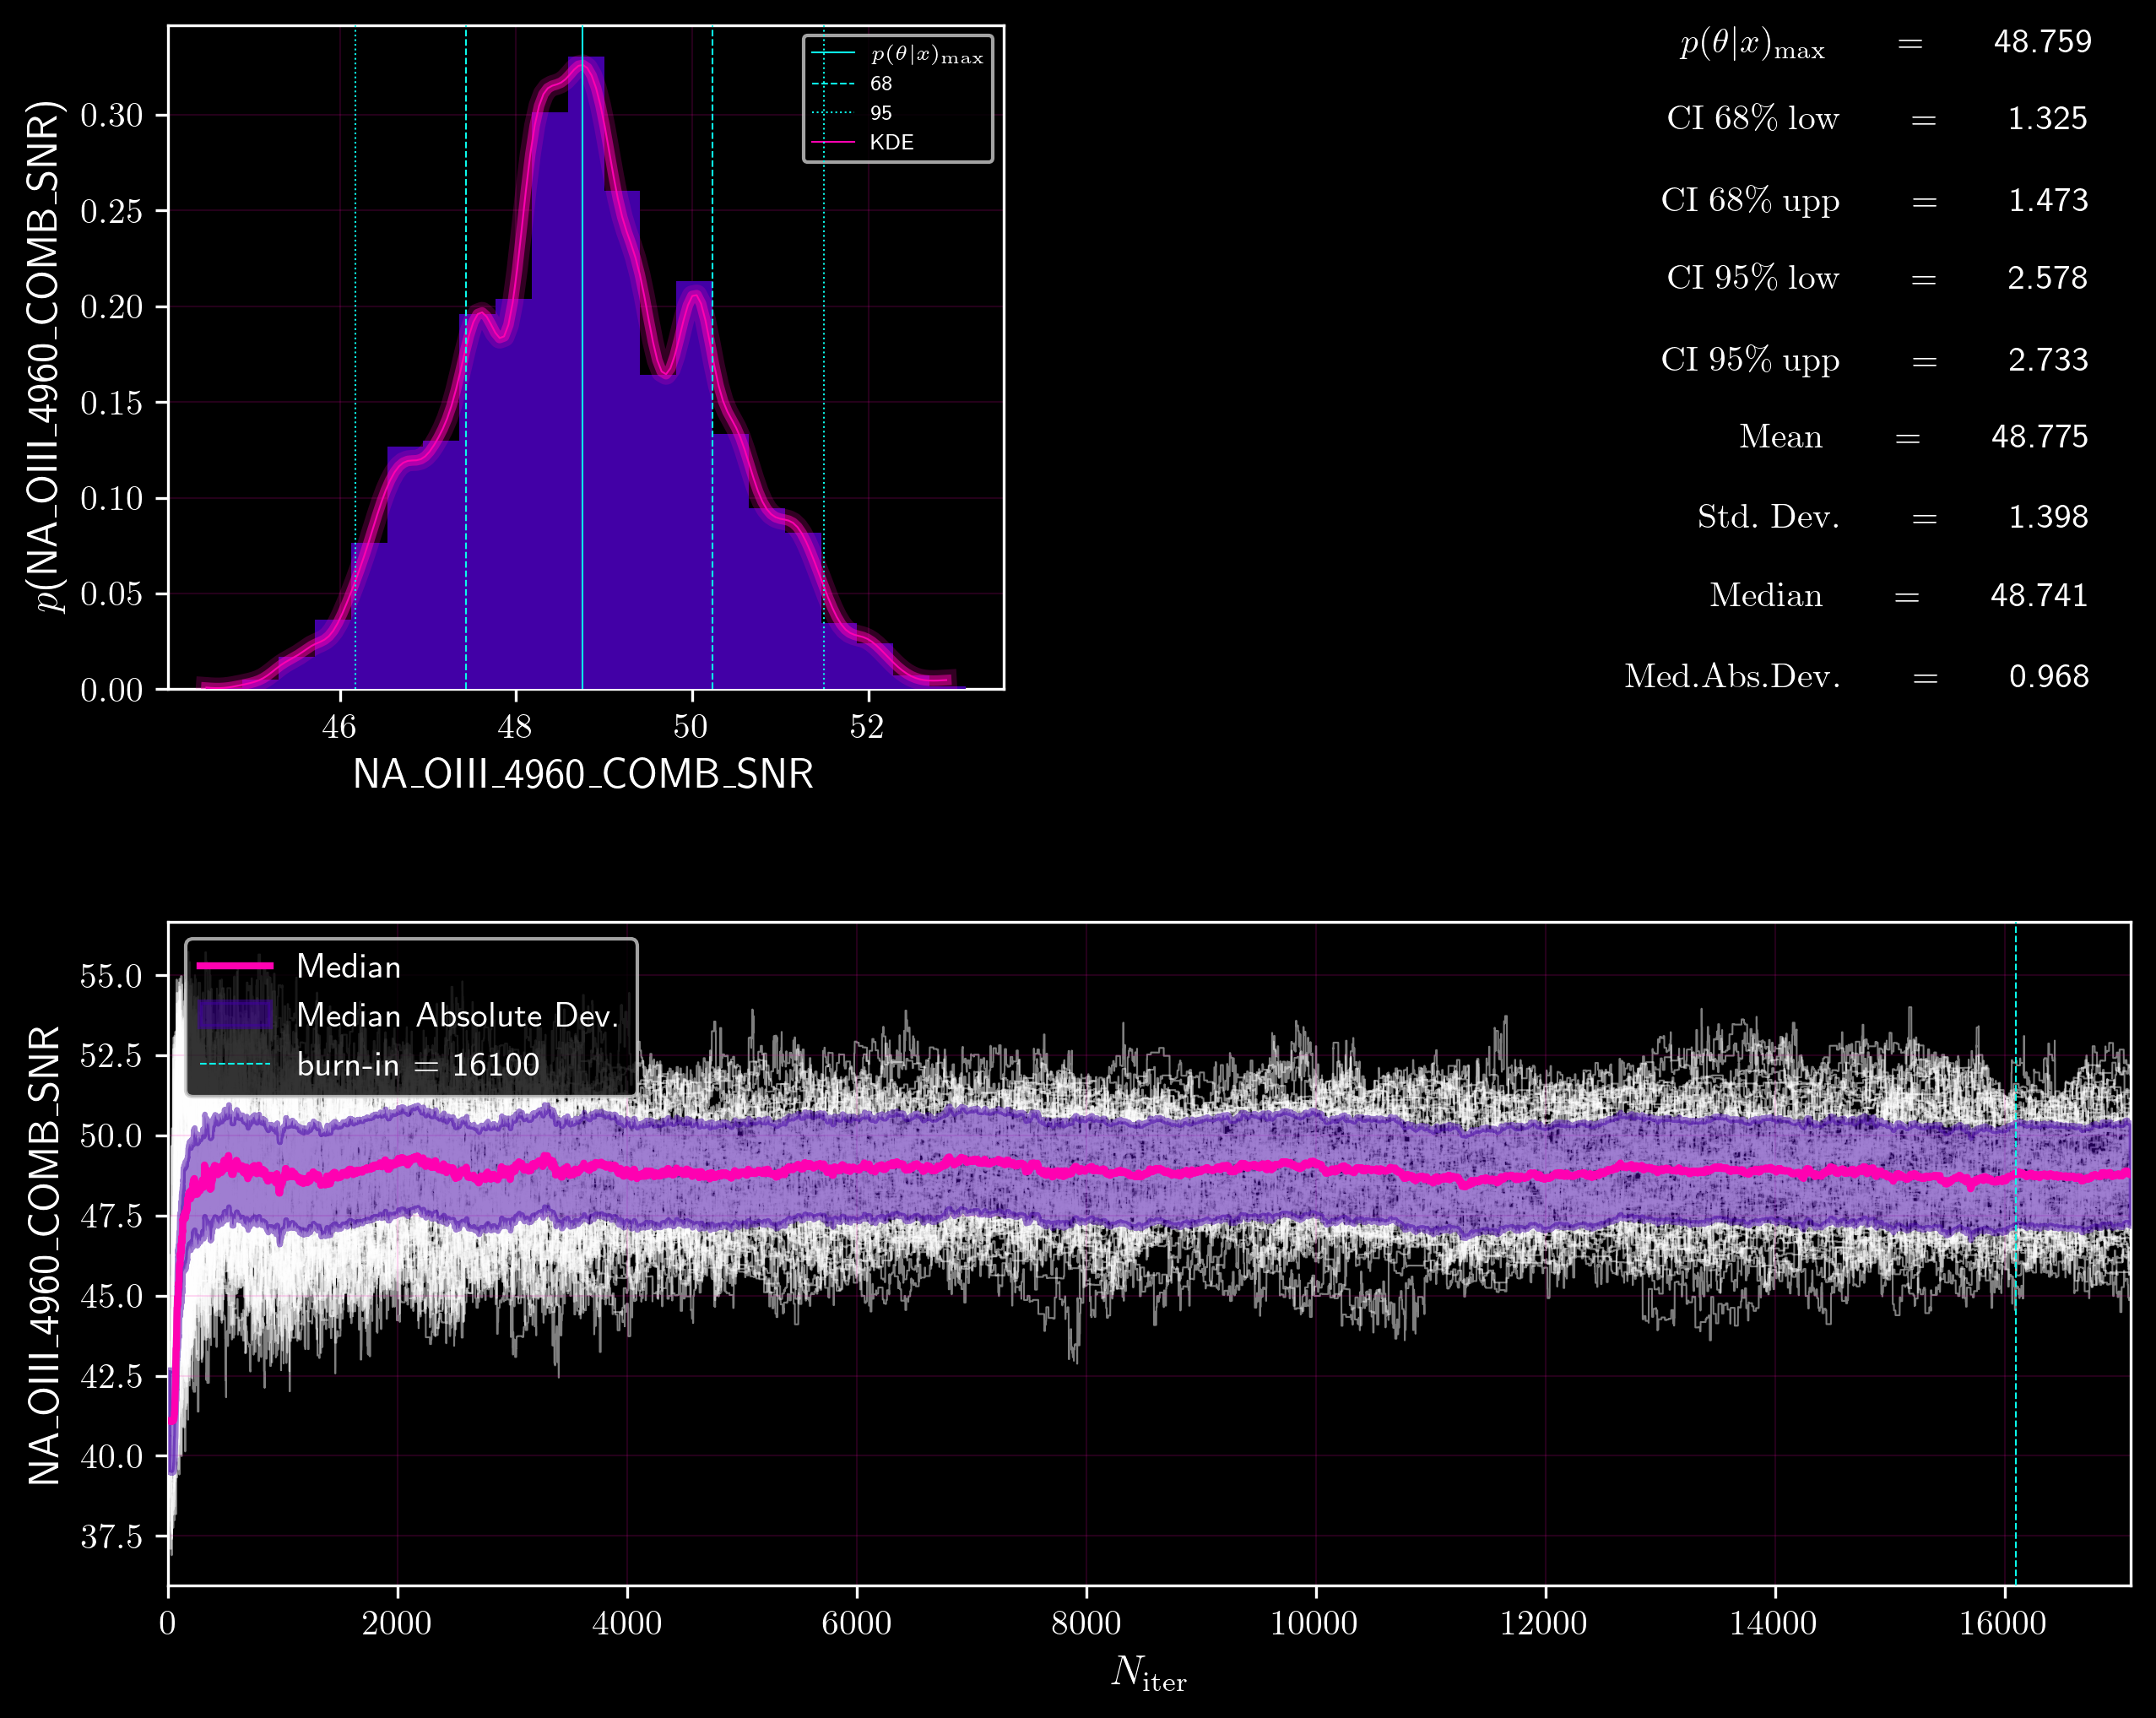 p(NA_OIII_4960_COMB_SNR)
0.30
0.25
0.20
0.15
0.10
0.05
0.00
46 48 50 52
NA_OIII_4960_COMB_SNR
p(θ|x)max
68
95
KDE
p(θ|x)max = 48.759
CI 68% low = 1.325
CI 68% upp = 1.473
CI 95% low = 2.578
CI 95% upp = 2.733
Mean = 48.775
Std. Dev. = 1.398
Median = 48.741
Med.Abs.Dev. = 0.968
NA_OIII_4960_COMB_SNR
55.0
52.5
50.0
47.5
45.0
42.5
40.0
37.5
Median
Median Absolute Dev.
burn-in = 16100
0 2000 4000 6000 8000 10000 12000 14000 16000
Niter